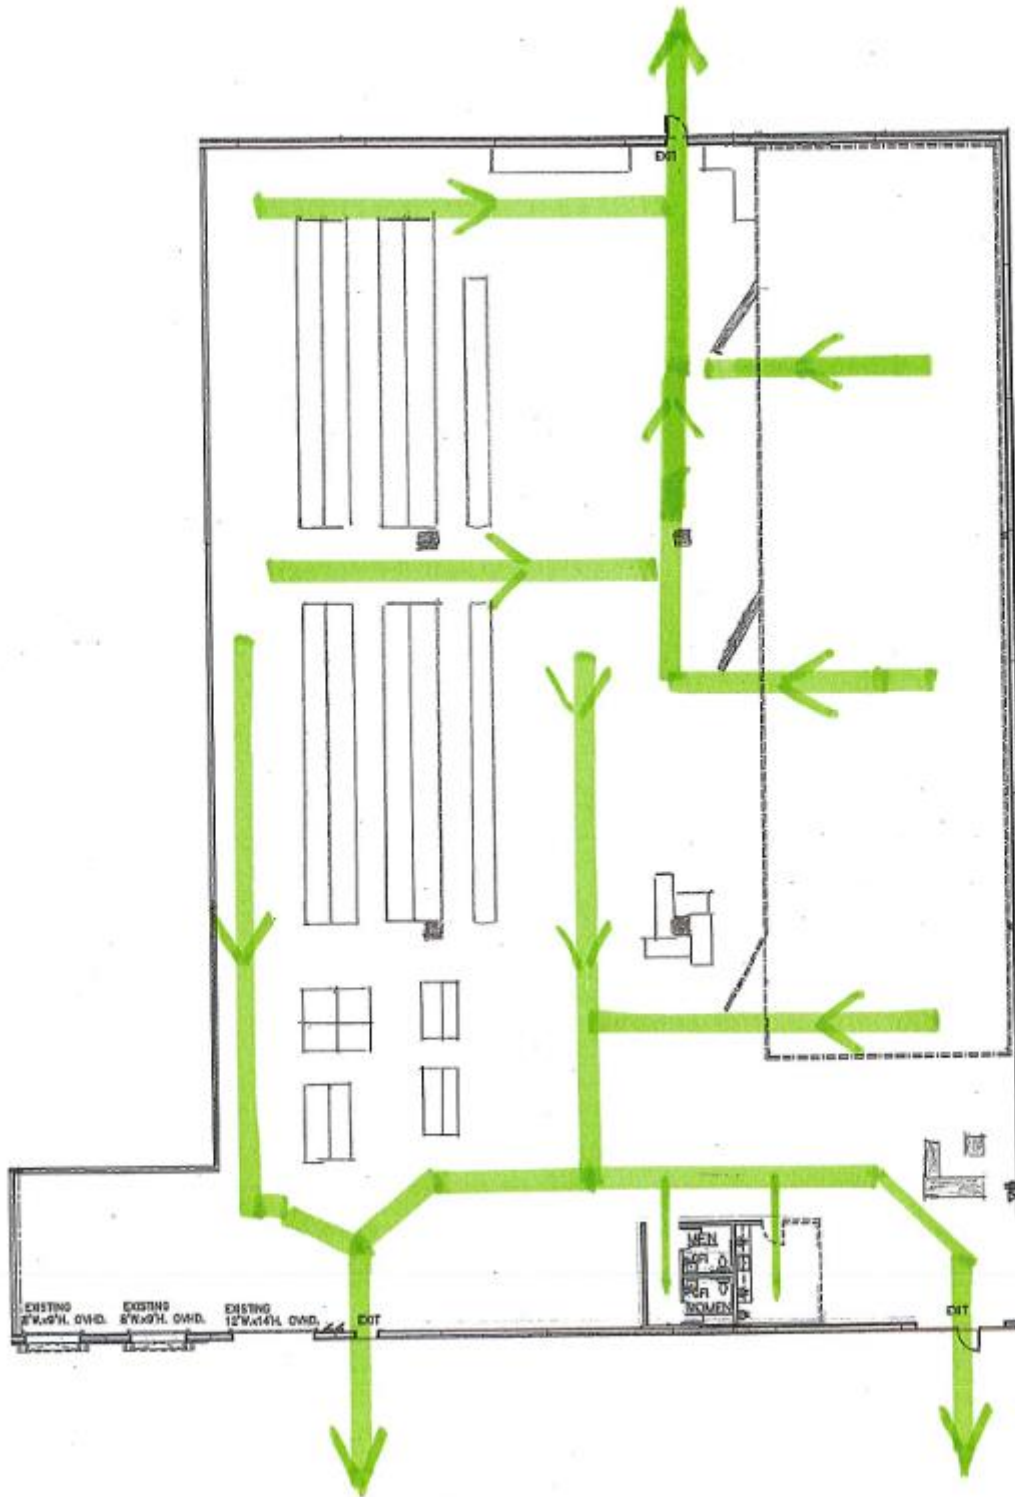 EXIT
MEN
WOMEN
EXISTING
8'W.x9'H. OVHD.
EXISTING
8'W.x9'H. OVHD.
EXISTING
12'W.x14'H. OVHD.
EXIT
EXIT